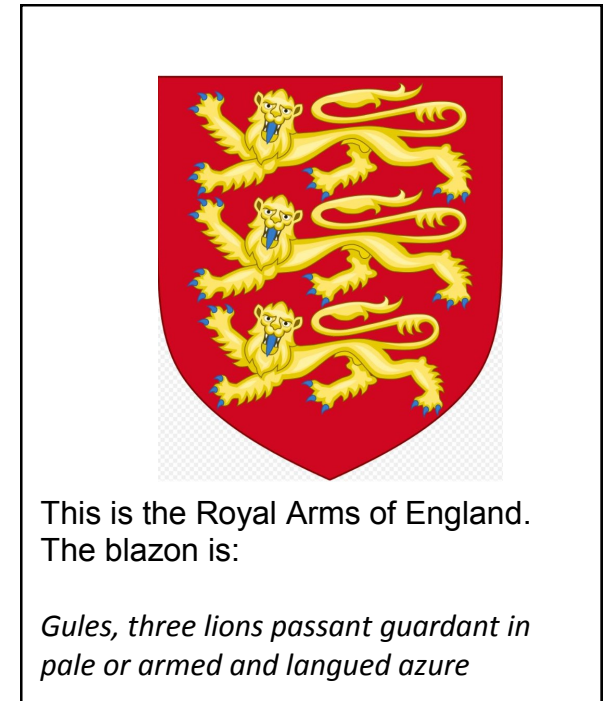 This is the Royal Arms of England.
The blazon is:
Gules, three lions passant guardant in
pale or armed and langued azure